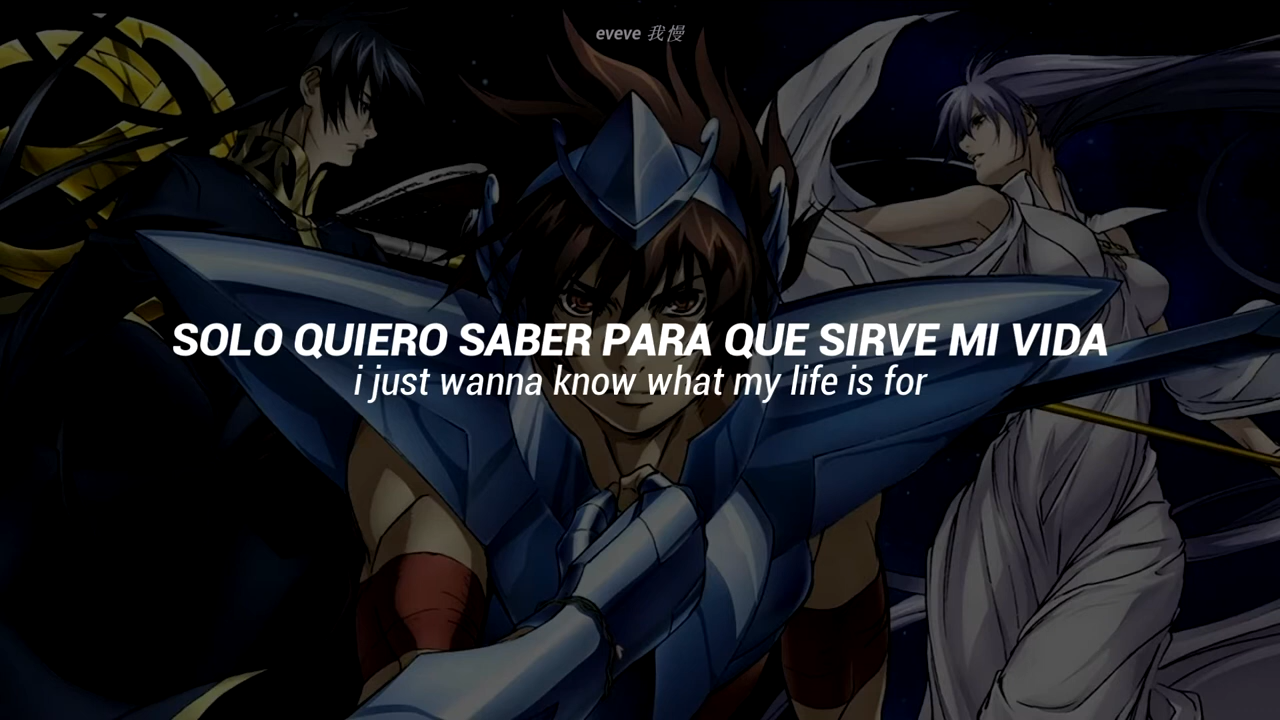 eveve 我慢
SOLO QUIERO SABER PARA QUE SIRVE MI VIDA
i just wanna know what my life is for